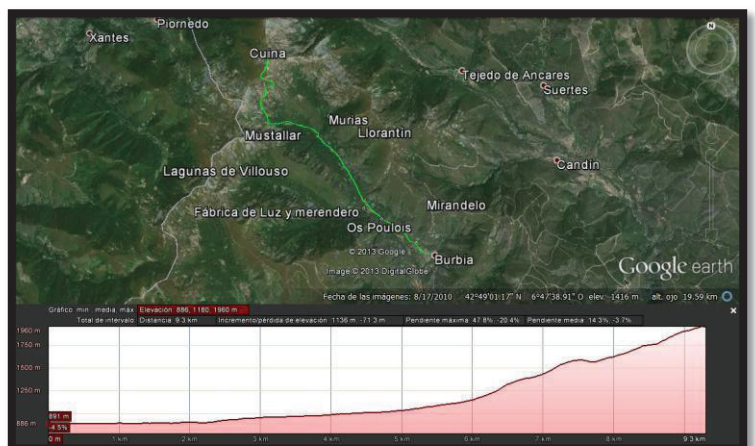 Piornedo
Xantes
N
Cuina
Tejedo de Ancares
Suertes
Murias
Mustallar
Llorantin
Candín
Lagunas de Villouso
Fábrica de Luz y merendero
Mirandelo
Os Poulois
© 2013 Google
Burbia
Image © 2013 DigitalGlobe
Google earth
Fecha de las imágenes: 8/17/2010 42°49'01.17" N 6°47'38.91" O elev. 1416 m alt. ojo 19.59 km
Gráfico: mín., media, máx. Elevación: 886, 1180, 1960 m
Total de intervalo: Distancia: 9.3 km Incremento/pérdida de elevación: 1136 m, -71.3 m Pendiente máxima: 47.8%, -20.4% Pendiente media: 14.3%, -3.7%
1960 m
1750 m
1500 m
1250 m
891 m
886 m
-4.5%
0 m 1 km 2 km 3 km 4 km 5 km 6 km 7 km 8 km 9.3 km